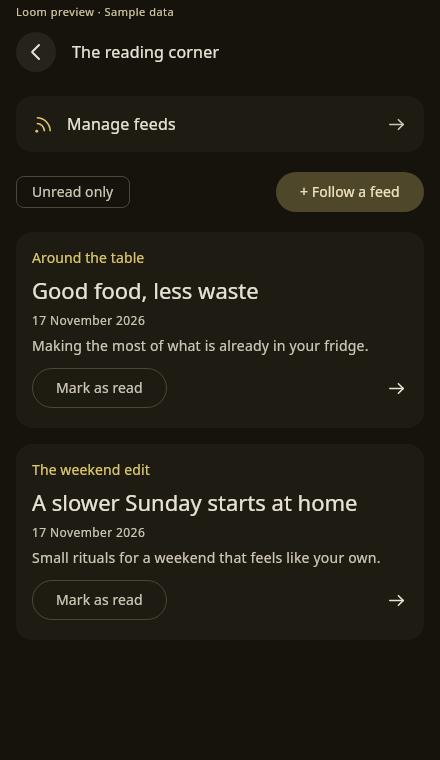 Loom preview · Sample data
The reading corner
Manage feeds
Unread only
+ Follow a feed
Around the table
Good food, less waste
17 November 2026
Making the most of what is already in your fridge.
Mark as read
The weekend edit
A slower Sunday starts at home
17 November 2026
Small rituals for a weekend that feels like your own.
Mark as read